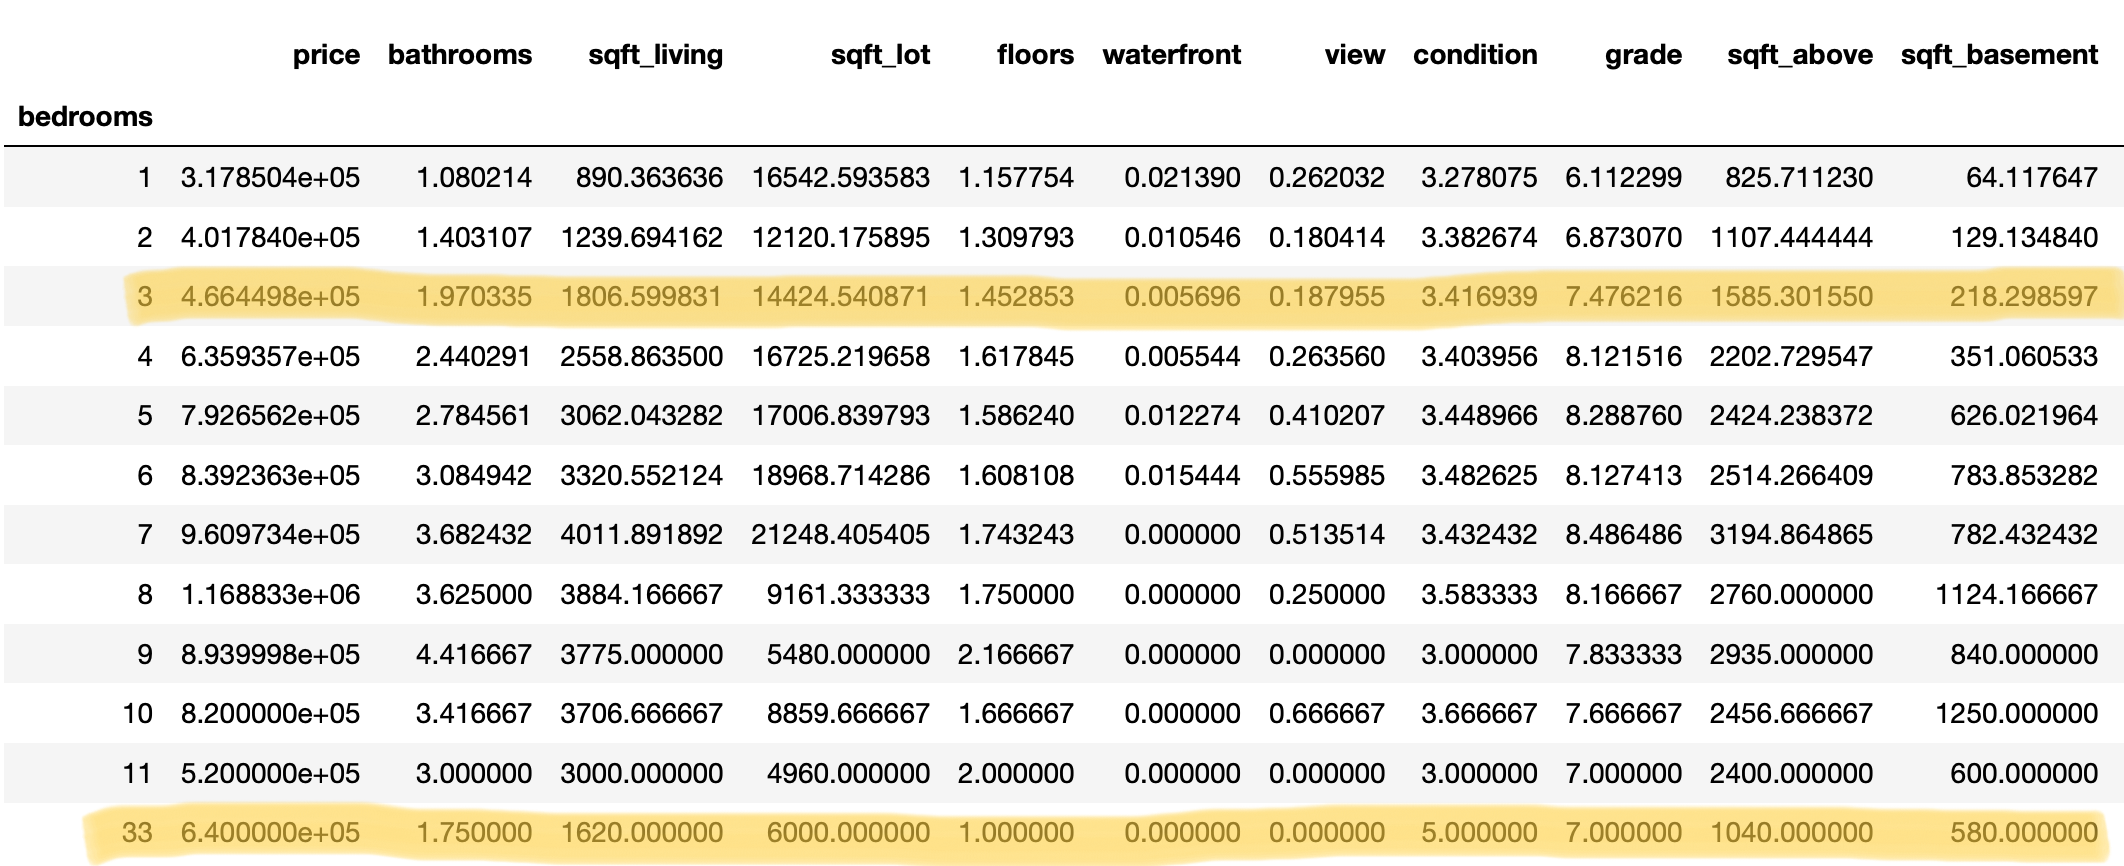 price bathrooms sqft_living sqft_lot floors waterfront view condition grade sqft_above sqft_basement
bedrooms
1 3.178504e+05 1.080214 890.363636 16542.593583 1.157754 0.021390 0.262032 3.278075 6.112299 825.711230 64.117647
2 4.017840e+05 1.403107 1239.694162 12120.175895 1.309793 0.010546 0.180414 3.382674 6.873070 1107.444444 129.134840
3 4.664498e+05 1.970335 1806.599831 14424.540871 1.452853 0.005696 0.187955 3.416939 7.476216 1585.301550 218.298597
4 6.359357e+05 2.440291 2558.863500 16725.219658 1.617845 0.005544 0.263560 3.403956 8.121516 2202.729547 351.060533
5 7.926562e+05 2.784561 3062.043282 17006.839793 1.586240 0.012274 0.410207 3.448966 8.288760 2424.238372 626.021964
6 8.392363e+05 3.084942 3320.552124 18968.714286 1.608108 0.015444 0.555985 3.482625 8.127413 2514.266409 783.853282
7 9.609734e+05 3.682432 4011.891892 21248.405405 1.743243 0.000000 0.513514 3.432432 8.486486 3194.864865 782.432432
8 1.168833e+06 3.625000 3884.166667 9161.333333 1.750000 0.000000 0.250000 3.583333 8.166667 2760.000000 1124.166667
9 8.939998e+05 4.416667 3775.000000 5480.000000 2.166667 0.000000 0.000000 3.000000 7.833333 2935.000000 840.000000
10 8.200000e+05 3.416667 3706.666667 8859.666667 1.666667 0.000000 0.666667 3.666667 7.666667 2456.666667 1250.000000
11 5.200000e+05 3.000000 3000.000000 4960.000000 2.000000 0.000000 0.000000 3.000000 7.000000 2400.000000 600.000000
33 6.400000e+05 1.750000 1620.000000 6000.000000 1.000000 0.000000 0.000000 5.000000 7.000000 1040.000000 580.000000